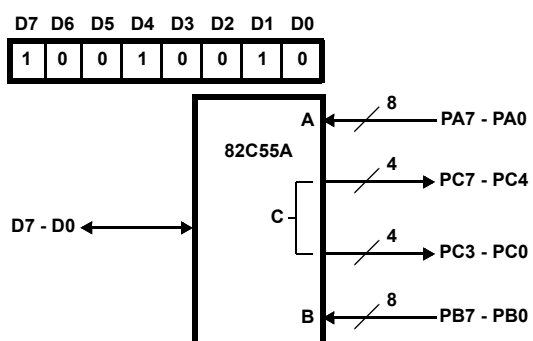 D7 D6 D5 D4 D3 D2 D1 D0
1 0 0 1 0 0 1 0
A 8 PA7 - PA0
82C55A
4 PC7 - PC4
C
D7 - D0
4 PC3 - PC0
B 8 PB7 - PB0